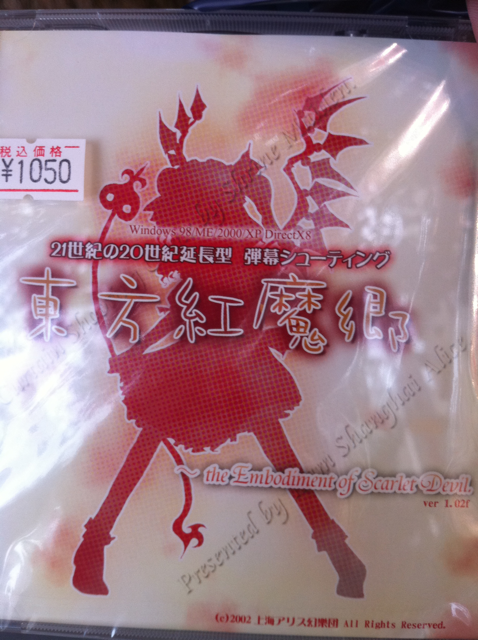 税込価格
¥1050
Windows 98/ME/2000/XP DirectX8
21世紀の20世紀延長型 弾幕シューティング
東方紅魔郷
～ the Embodiment of Scarlet Devil.
ver 1.02f
Presented by Team Shanghai Alice
(c)2002 上海アリス幻樂団 All Rights Reserved.